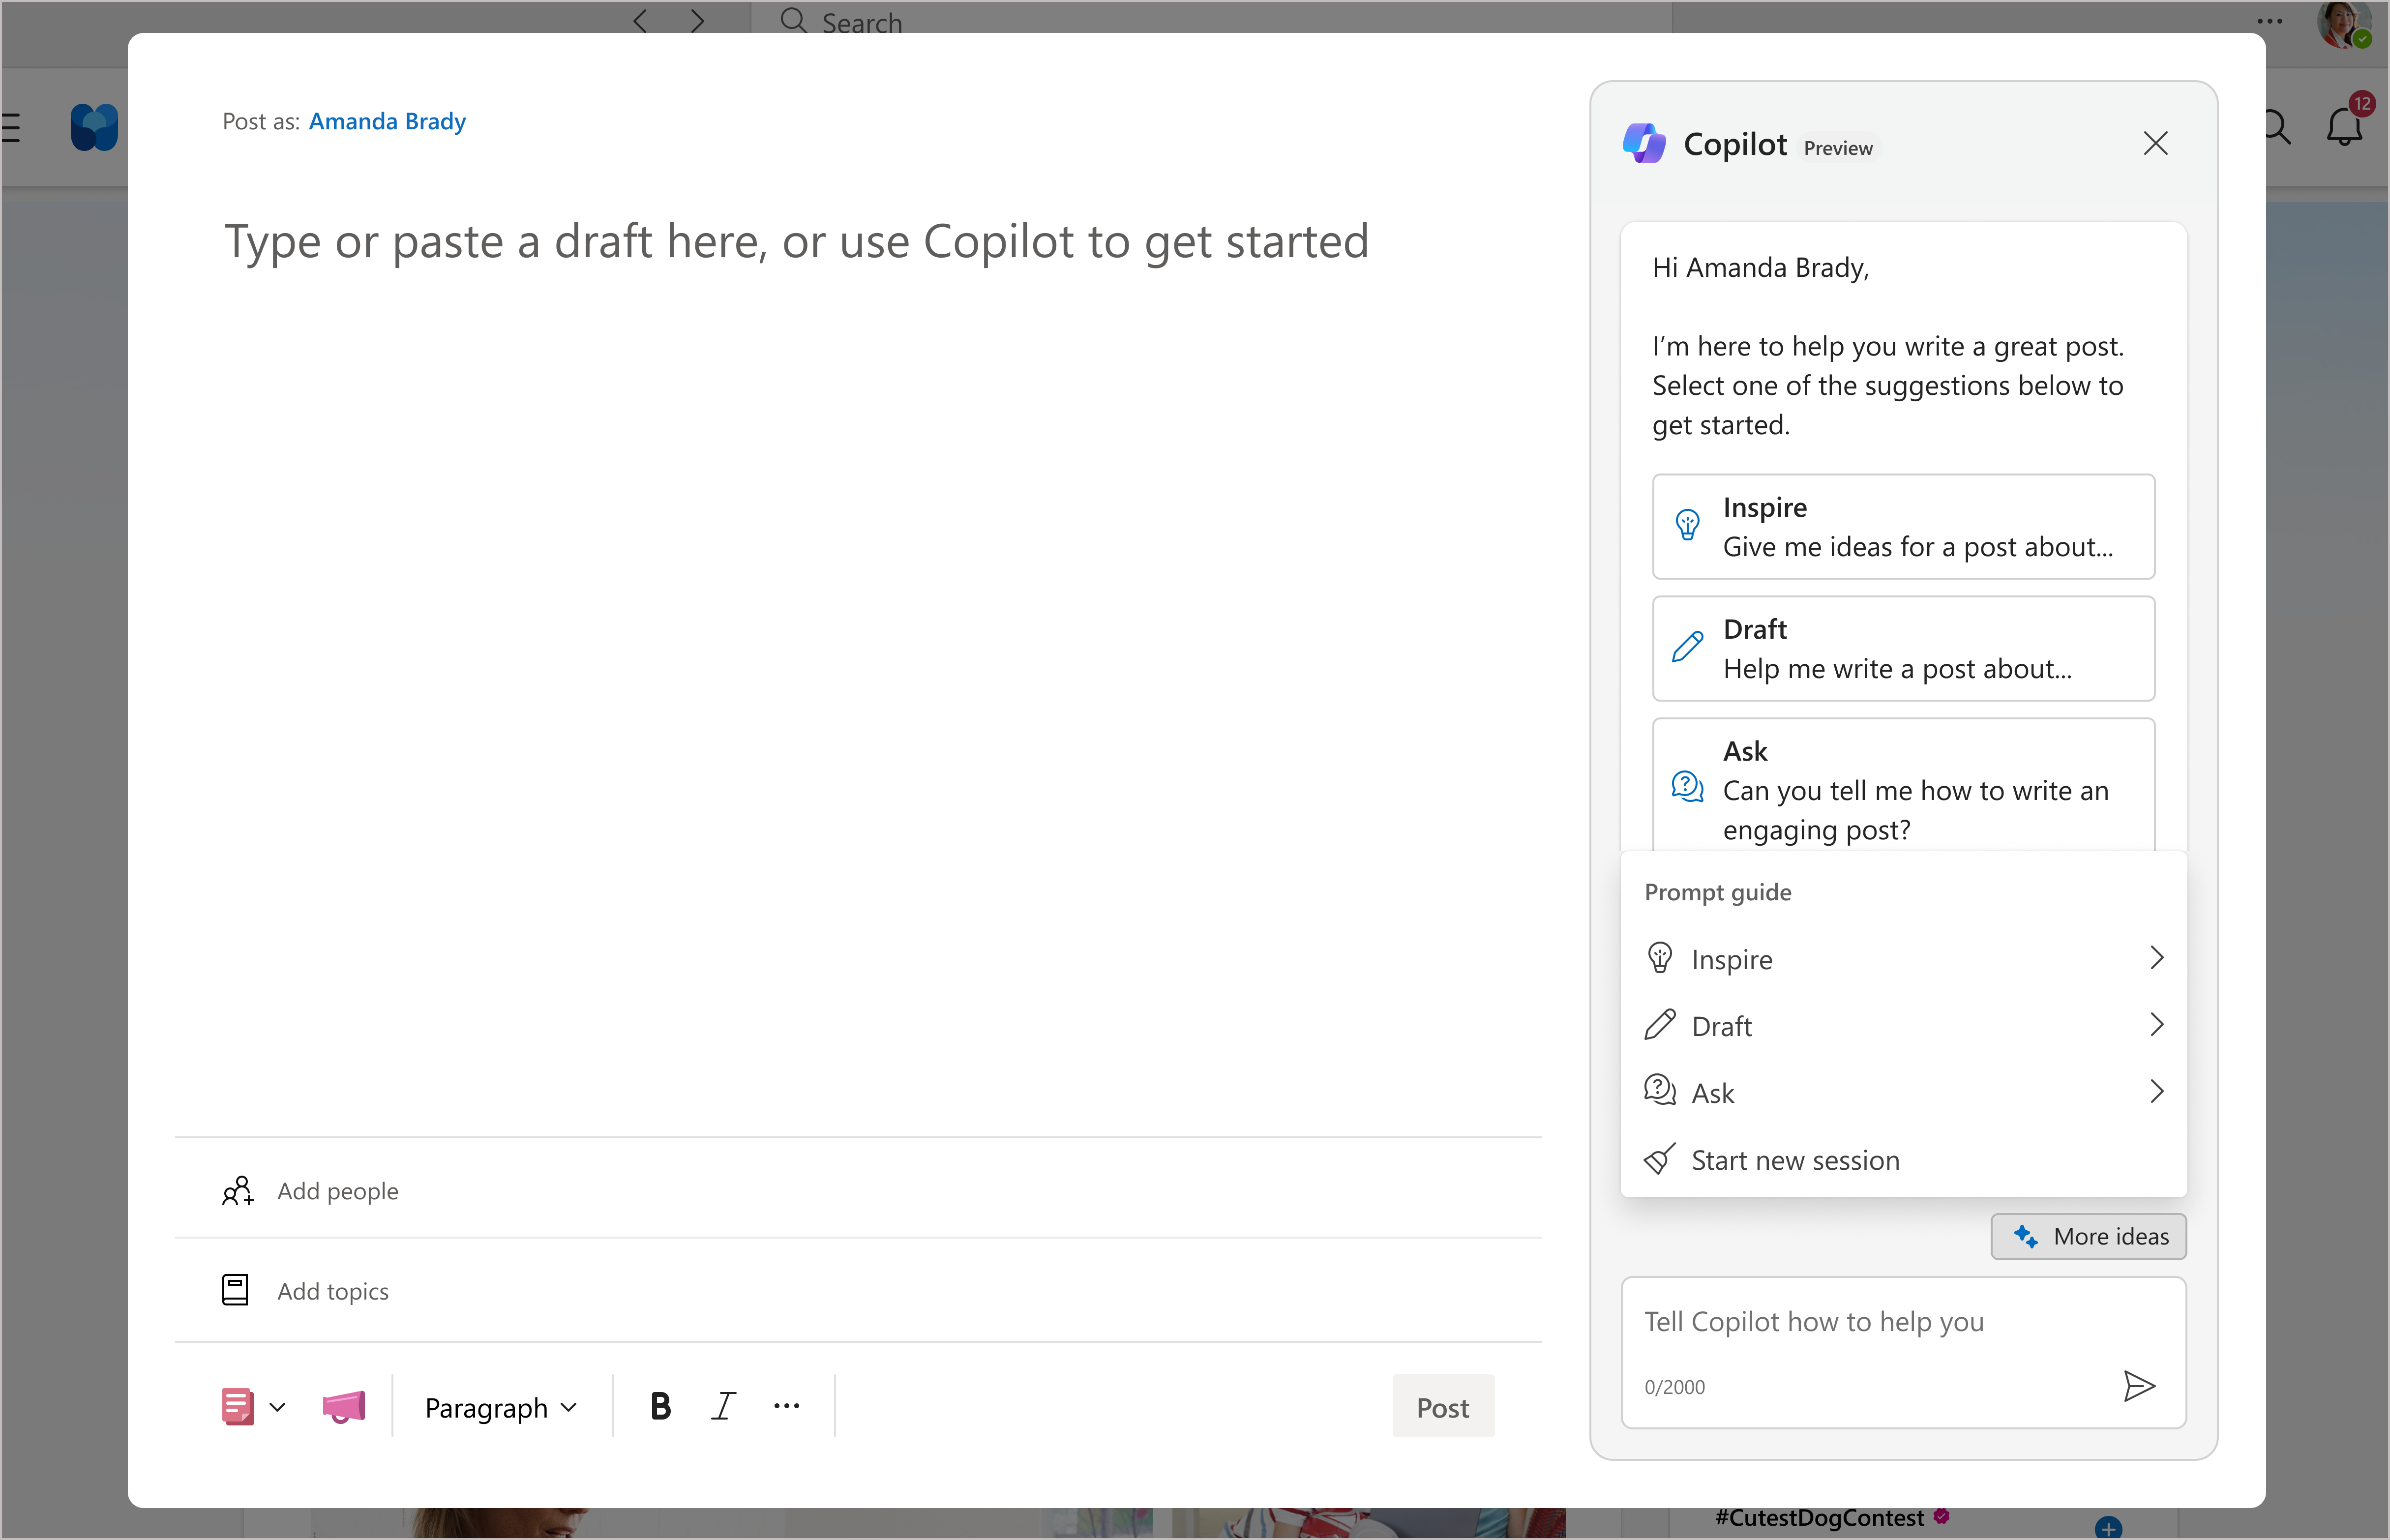 Search
12
Post as: Amanda Brady
Type or paste a draft here, or use Copilot to get started
Add people
Add topics
Paragraph
B
I
Post
Copilot Preview
Hi Amanda Brady,
I’m here to help you write a great post.
Select one of the suggestions below to
get started.
Inspire
Give me ideas for a post about...
Draft
Help me write a post about...
Ask
Can you tell me how to write an
engaging post?
Prompt guide
Inspire
Draft
Ask
Start new session
More ideas
Tell Copilot how to help you
0/2000
#CutestDogContest